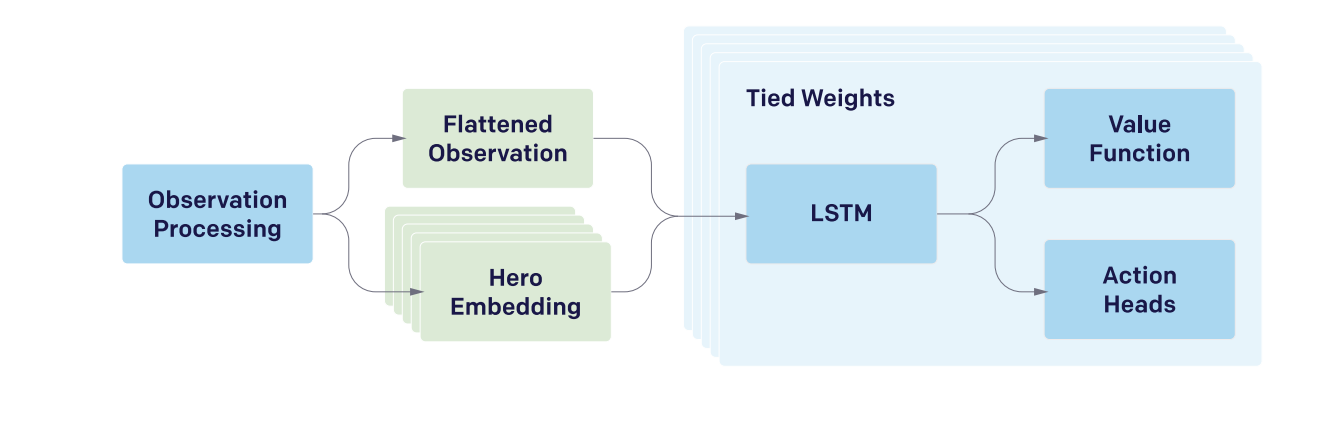 Observation
Processing
Flattened
Observation
Hero
Embedding
Tied Weights
LSTM
Value
Function
Action
Heads